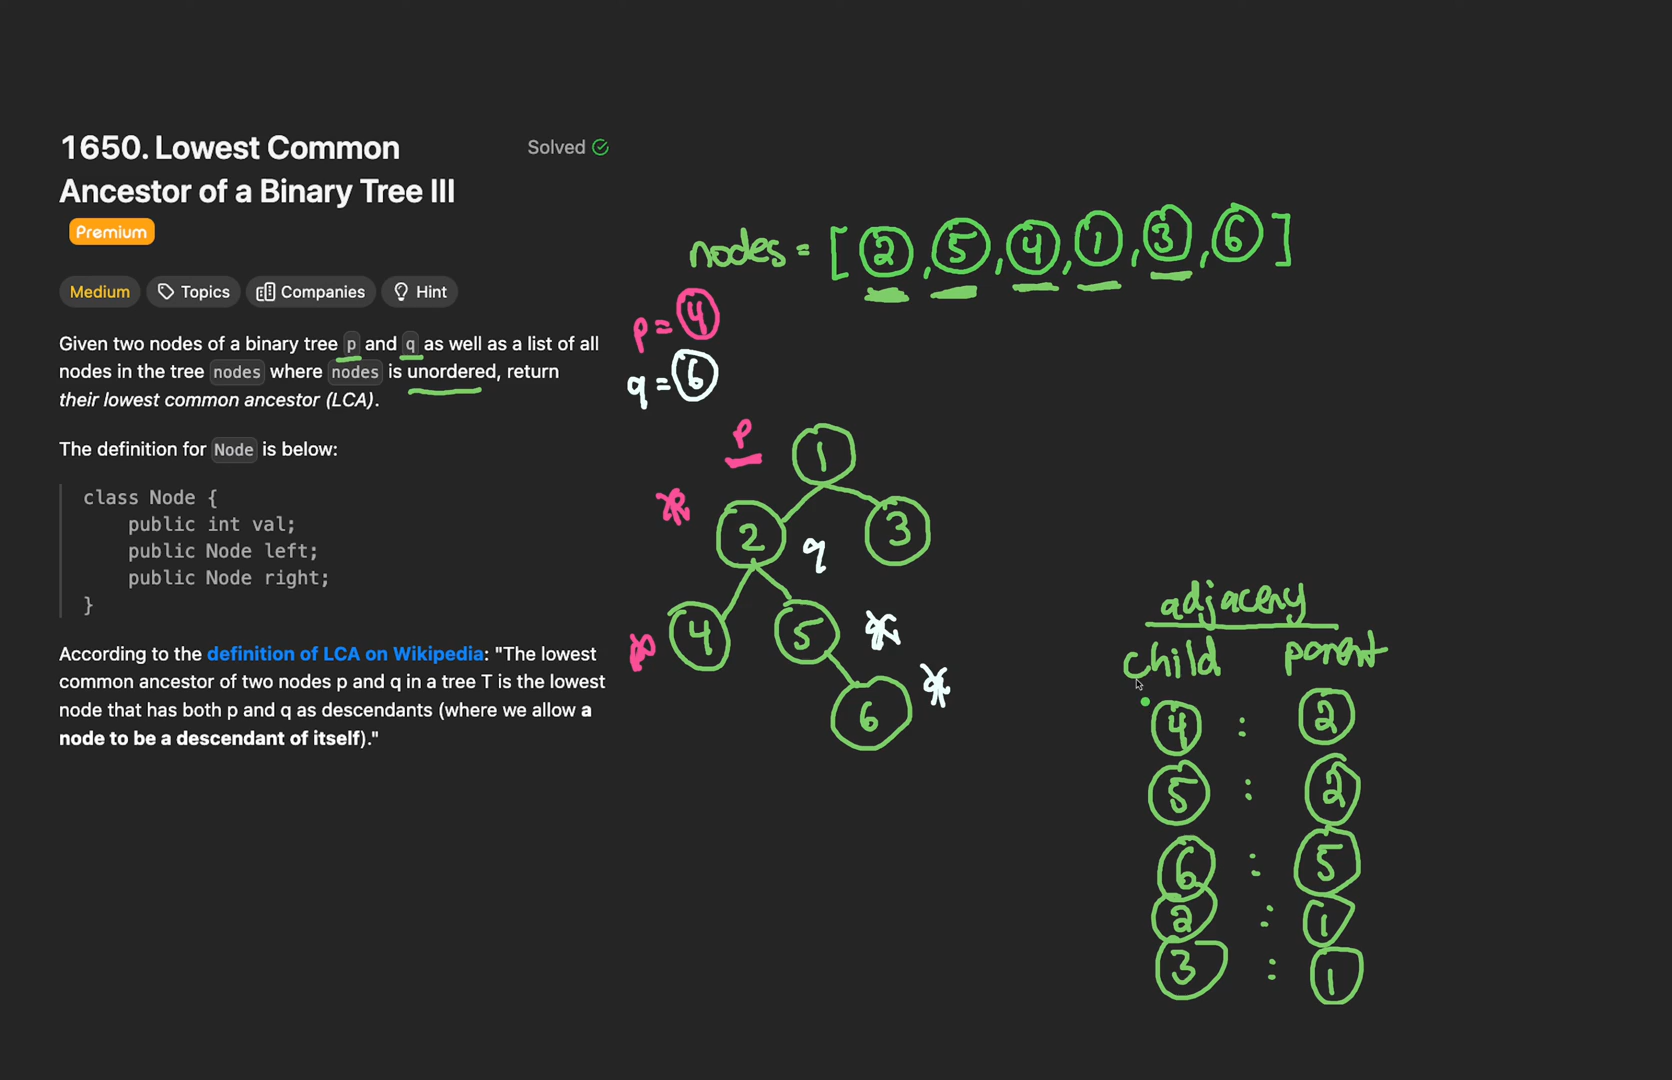 1650. Lowest Common
Ancestor of a Binary Tree III
Solved
Premium
Medium
Topics
Companies
Hint
Given two nodes of a binary tree p and q as well as a list of all
nodes in the tree nodes where nodes is unordered, return
their lowest common ancestor (LCA).
The definition for Node is below:
class Node {
public int val;
public Node left;
public Node right;
}
According to the definition of LCA on Wikipedia: "The lowest
common ancestor of two nodes p and q in a tree T is the lowest
node that has both p and q as descendants (where we allow a
node to be a descendant of itself)."
nodes = [ 2 , 5 , 4 , 1 , 3 , 6 ]
p = 4
q = 6
p
1
2
3
q
4
5
6
adjacency
child parent
4 : 2
5 : 2
6 : 5
2 : 1
3 : 1